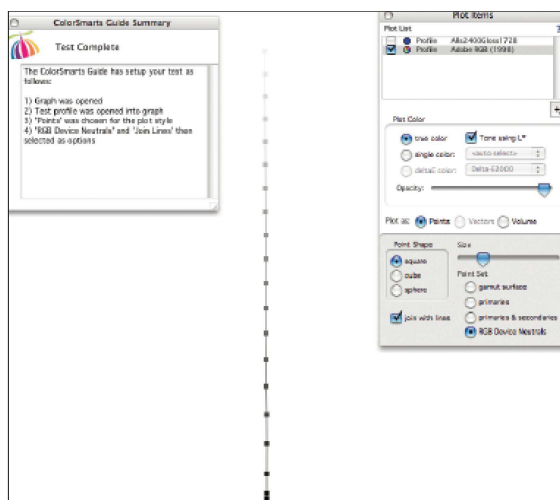 ColorSmarts Guide Summary
Test Complete
The ColorSmarts Guide has setup your test as
follows:
1) Graph was opened
2) Test profile was opened into graph
3) 'Points' was chosen for the plot style
4) 'RGB Device Neutrals' and 'Join Lines' then
selected as options
Plot Items
Plot List
?
Profile Alls2400Gloss1728
Profile Adobe RGB (1998)
+
Plot Color
true color
Tone using L*
single color:
<auto-select>
deltaE color:
Delta-E2000
Opacity:
Plot as:
Points
Vectors
Volume
Point Shape
square
cube
sphere
join with lines
Size
Point Set
gamut surface
primaries
primaries & secondaries
RGB Device Neutrals